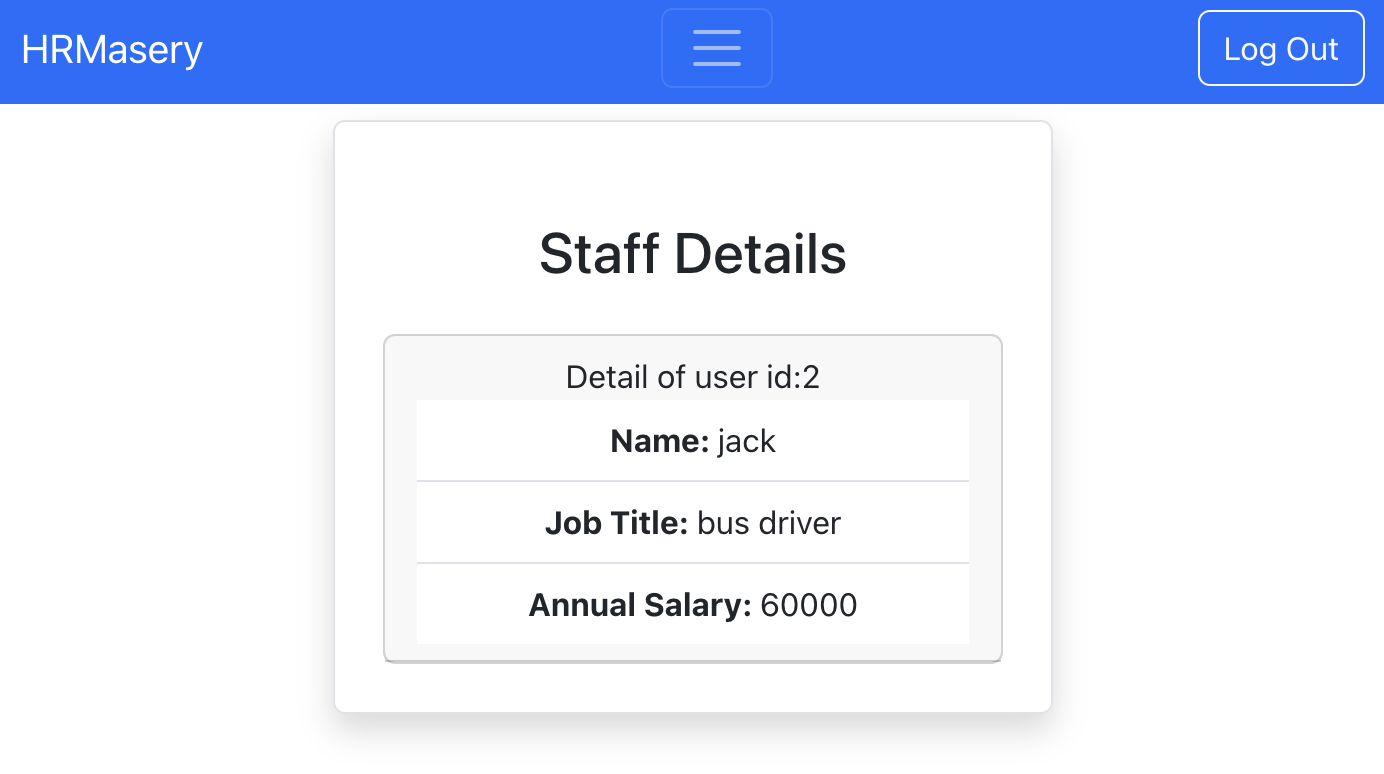 HRMasery
Log Out
Staff Details
Detail of user id:2
Name: jack
Job Title: bus driver
Annual Salary: 60000